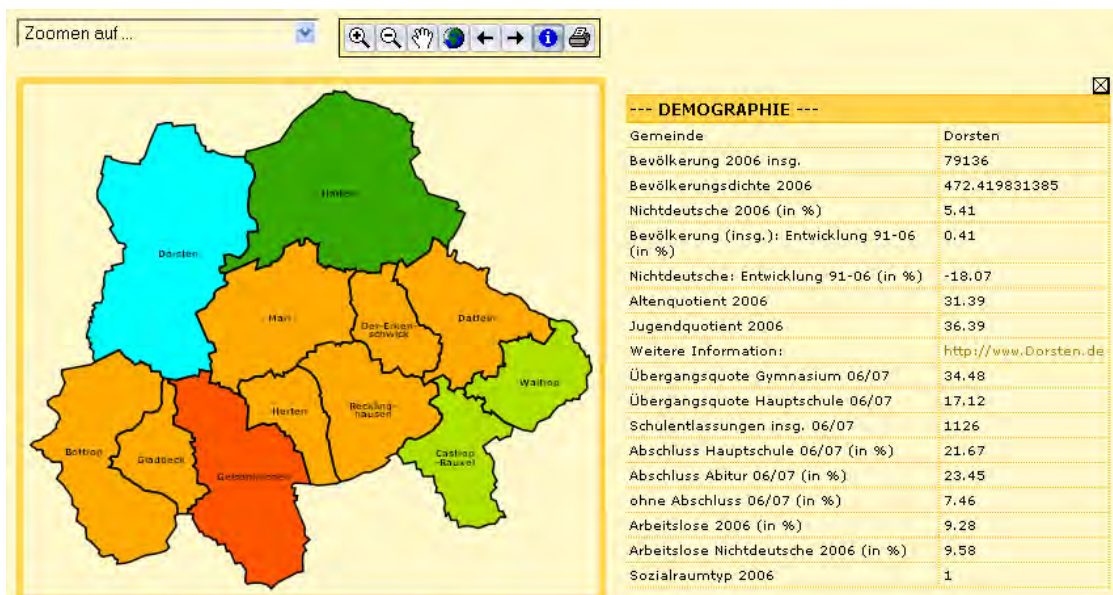 Zoomen auf ...
--- DEMOGRAPHIE ---
Gemeinde Dorsten
Bevölkerung 2006 insg. 79136
Bevölkerungsdichte 2006 472.419831385
Nichtdeutsche 2006 (in %) 5.41
Bevölkerung (insg.): Entwicklung 91-06 0.41
(in %)
Nichtdeutsche: Entwicklung 91-06 (in %) -18.07
Altenquotient 2006 31.39
Jugendquotient 2006 36.39
Weitere Information: http://www.Dorsten.de
Übergangsquote Gymnasium 06/07 34.48
Übergangsquote Hauptschule 06/07 17.12
Schulentlassungen insg. 06/07 1126
Abschluss Hauptschule 06/07 (in %) 21.67
Abschluss Abitur 06/07 (in %) 23.45
ohne Abschluss 06/07 (in %) 7.46
Arbeitslose 2006 (in %) 9.28
Arbeitslose Nichtdeutsche 2006 (in %) 9.58
Sozialraumtyp 2006 1
Haltern
Dorsten
Marl
Oer-Erken-
schwick
Datteln
Waltrop
Herten
Reckling-
hausen
Castrop
-Rauxel
Bottrop
Gladbeck
Gelsenkirchen